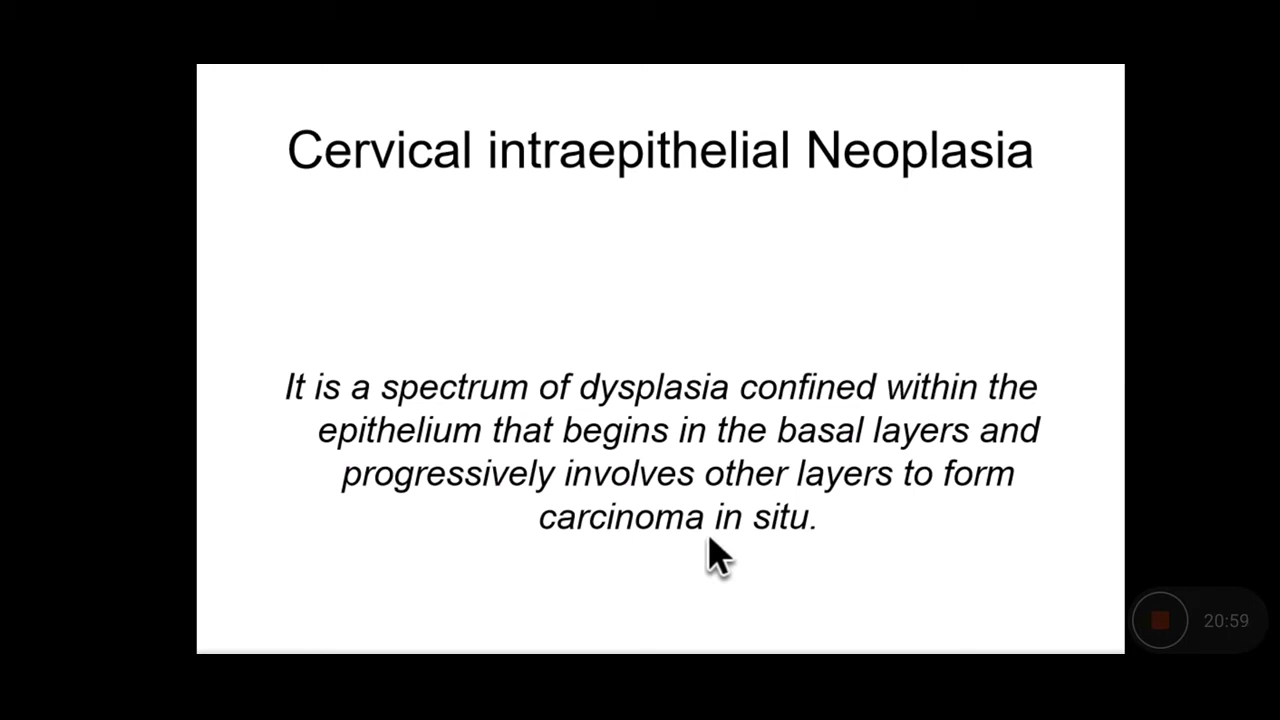 Cervical intraepithelial Neoplasia
It is a spectrum of dysplasia confined within the
epithelium that begins in the basal layers and
progressively involves other layers to form
carcinoma in situ.
20:59